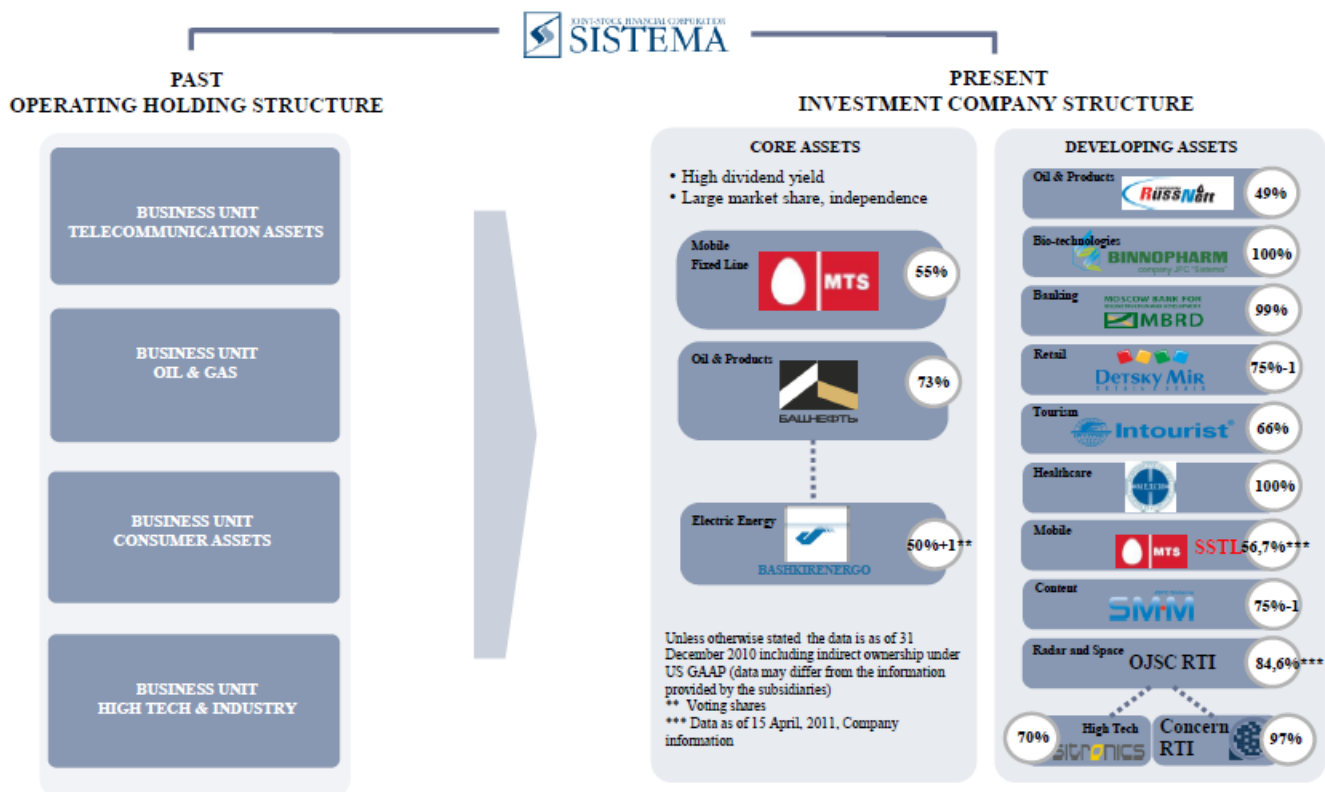 JOINT-STOCK FINANCIAL CORPORATION
SISTEMA
PAST
OPERATING HOLDING STRUCTURE
BUSINESS UNIT
TELECOMMUNICATION ASSETS
BUSINESS UNIT
OIL & GAS
BUSINESS UNIT
CONSUMER ASSETS
BUSINESS UNIT
HIGH TECH & INDUSTRY
PRESENT
INVESTMENT COMPANY STRUCTURE
CORE ASSETS
• High dividend yield
• Large market share, independence
Mobile
Fixed Line
MTS
55%
Oil & Products
БАШНЕФТЬ
73%
Electric Energy
BASHKIRENERGO
50%+1**
Unless otherwise stated the data is as of 31
December 2010 including indirect ownership under
US GAAP (data may differ from the information
provided by the subsidiaries)
** Voting shares
*** Data as of 15 April, 2011, Company
information
DEVELOPING ASSETS
Oil & Products
RussNeft
49%
Bio-technologies
BINNOPHARM
company JFC "Sistema"
100%
Banking
MOSCOW BANK FOR
MBRD
99%
Retail
DETSKY MIR
75%-1
Tourism
Intourist
66%
Healthcare
100%
Mobile
MTS SSTL
56,7%***
Content
SMM
75%-1
Radar and Space
OJSC RTI
84,6%***
70%
High Tech
sitronics
Concern
RTI
97%